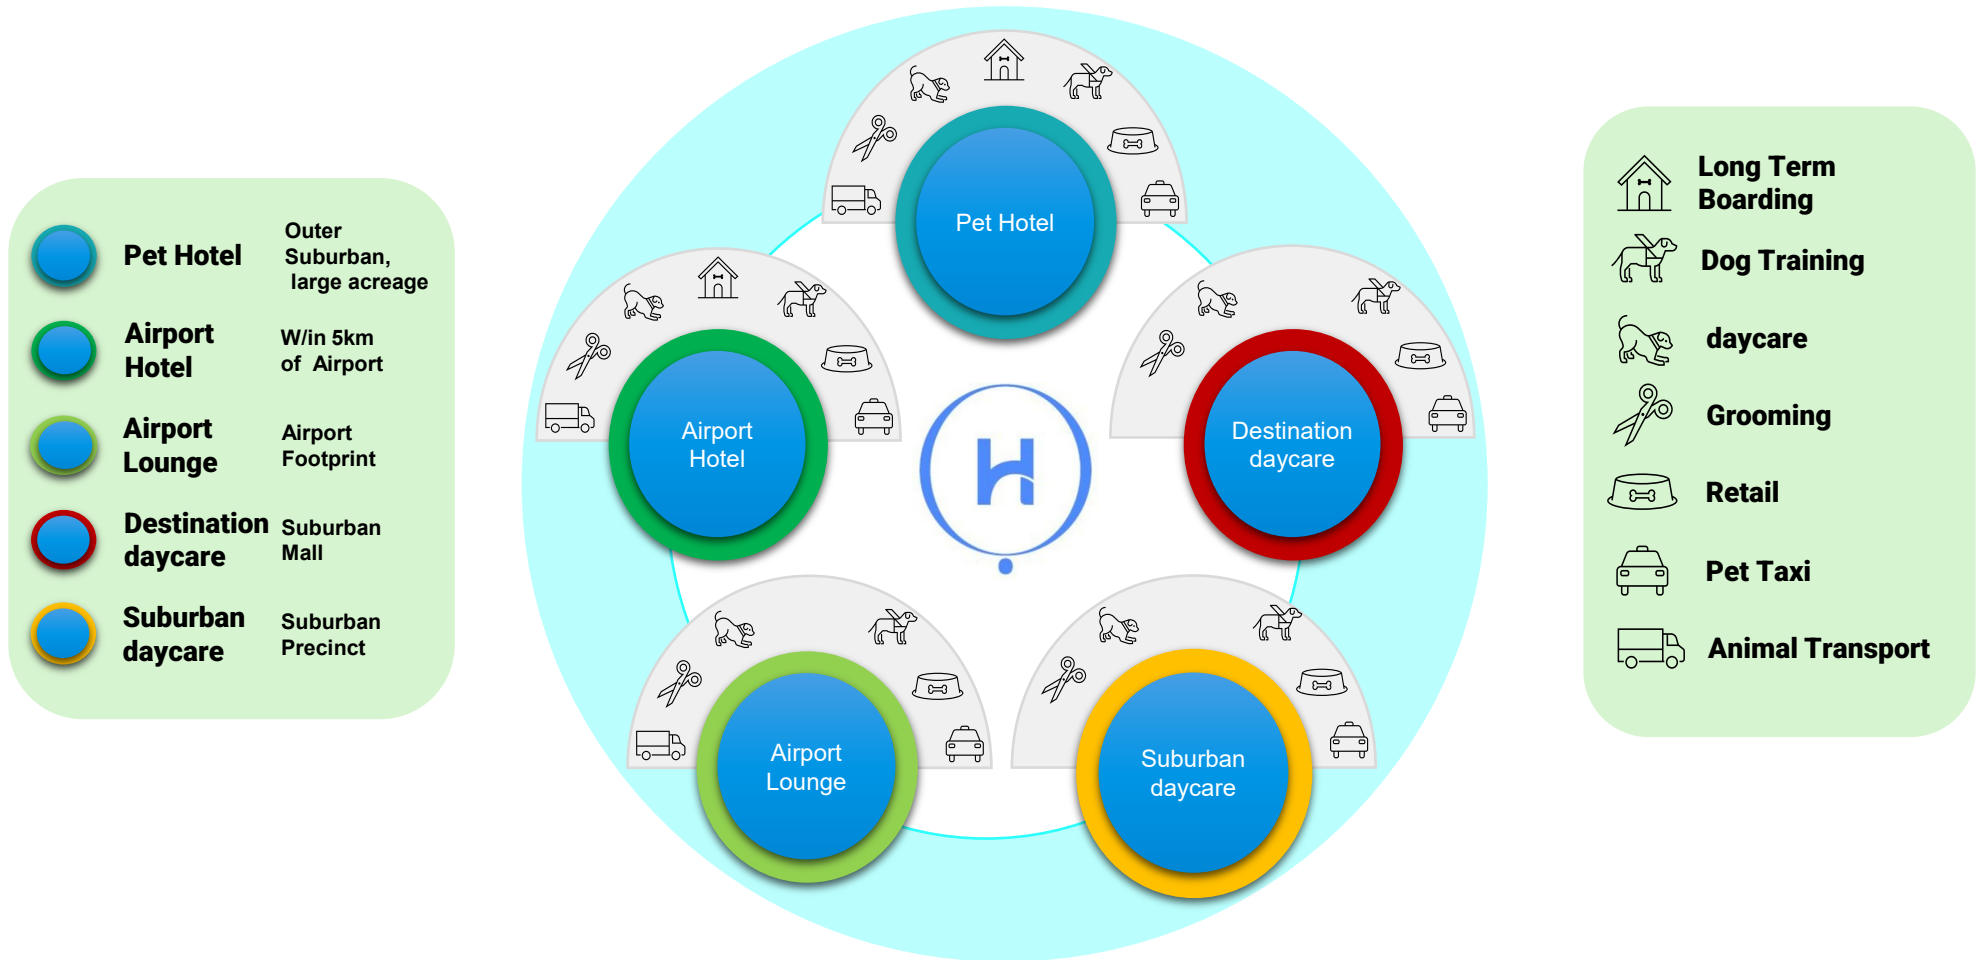 Pet Hotel
Outer
Suburban,
large acreage
Airport
Hotel
W/in 5km
of Airport
Airport
Lounge
Airport
Footprint
Destination
daycare
Suburban
Mall
Suburban
daycare
Suburban
Precinct
Pet Hotel
Airport
Hotel
Destination
daycare
H
Airport
Lounge
Suburban
daycare
Long Term
Boarding
Dog Training
daycare
Grooming
Retail
Pet Taxi
Animal Transport